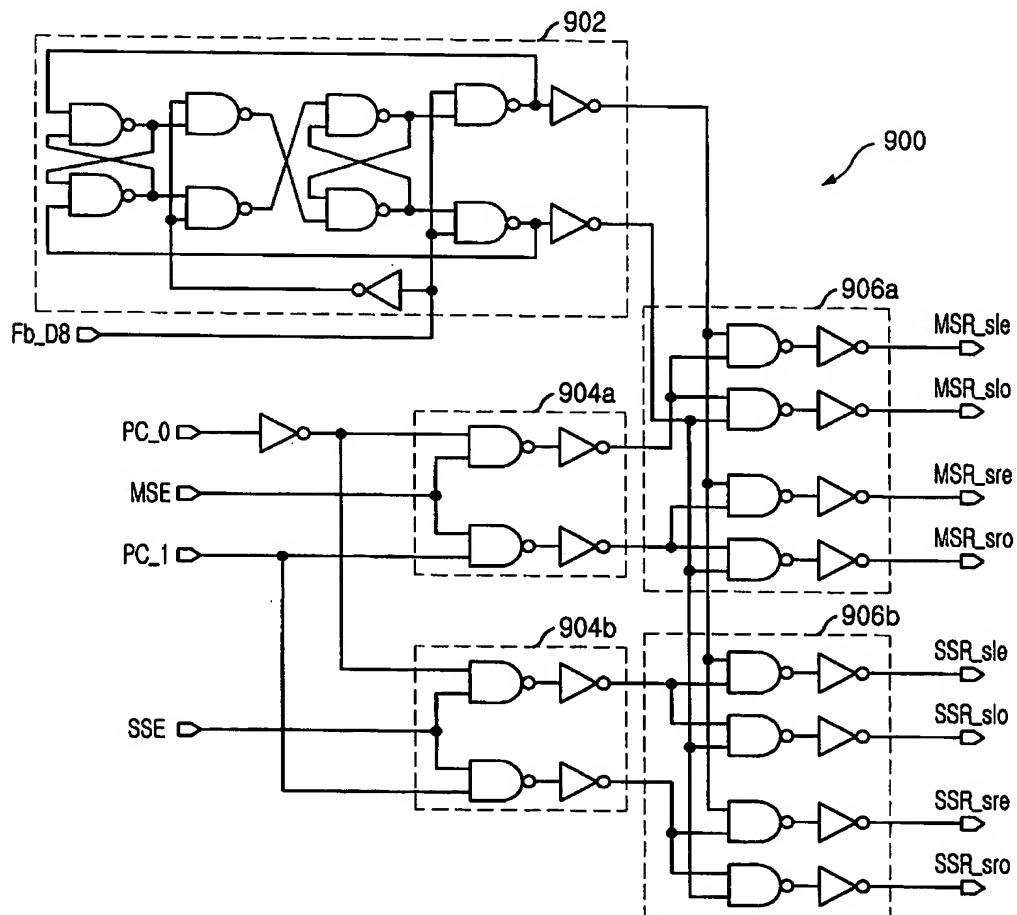 902
900
Fb_D8
906a
MSR_sle
904a
MSR_slo
PC_0
MSE
MSR_sre
PC_1
MSR_sro
904b
906b
SSR_sle
SSE
SSR_slo
SSR_sre
SSR_sro